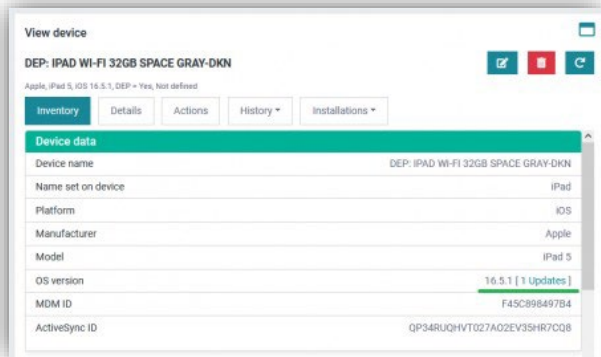 View device
DEP: IPAD WI-FI 32GB SPACE GRAY-DKN
Apple, iPad 5, iOS 16.5.1, DEP = Yes, Not defined
Inventory Details Actions History Installations
Device data
Device name DEP: IPAD WI-FI 32GB SPACE GRAY-DKN
Name set on device iPad
Platform iOS
Manufacturer Apple
Model iPad 5
OS version 16.5.1 [ 1 Updates ]
MDM ID F45C898497B4
ActiveSync ID QP34RUQHVT027AO2EV35HR7CQ8